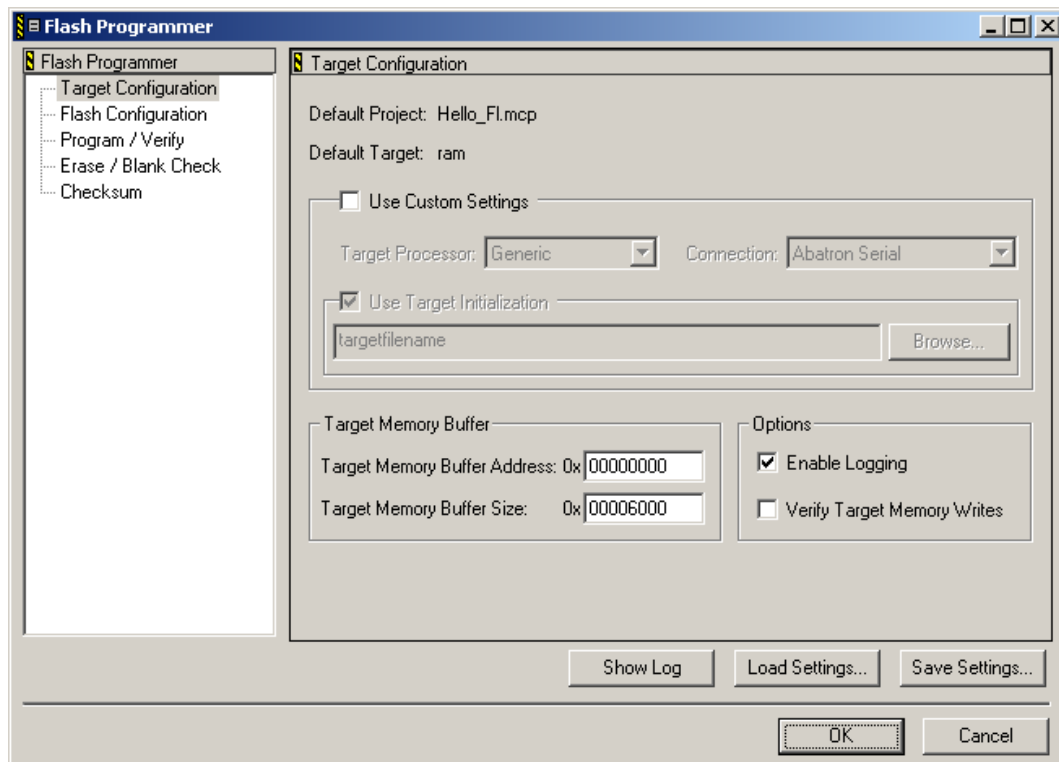 Flash Programmer
Flash Programmer
Target Configuration
Flash Configuration
Program / Verify
Erase / Blank Check
Checksum
Target Configuration
Default Project: Hello_Fl.mcp
Default Target: ram
Use Custom Settings
Target Processor: Generic Connection: Abatron Serial
Use Target Initialization
targetfilename Browse...
Target Memory Buffer
Target Memory Buffer Address: 0x 00000000
Target Memory Buffer Size: 0x 00006000
Options
Enable Logging
Verify Target Memory Writes
Show Log Load Settings... Save Settings...
OK Cancel